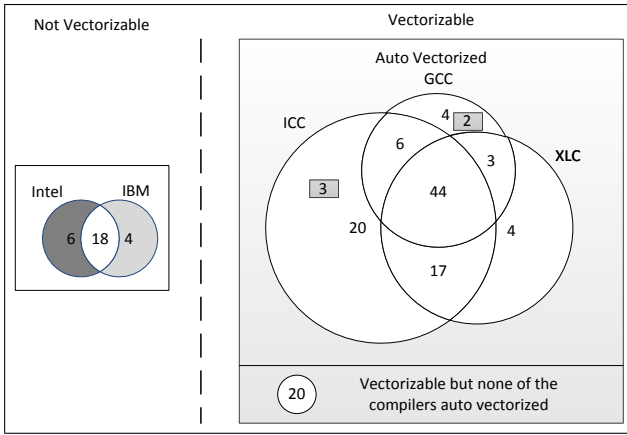 Not Vectorizable
Vectorizable
Auto Vectorized
GCC
ICC
XLC
4
2
6
3
3
44
20
4
17
Intel
IBM
6
18
4
20
Vectorizable but none of the
compilers auto vectorized